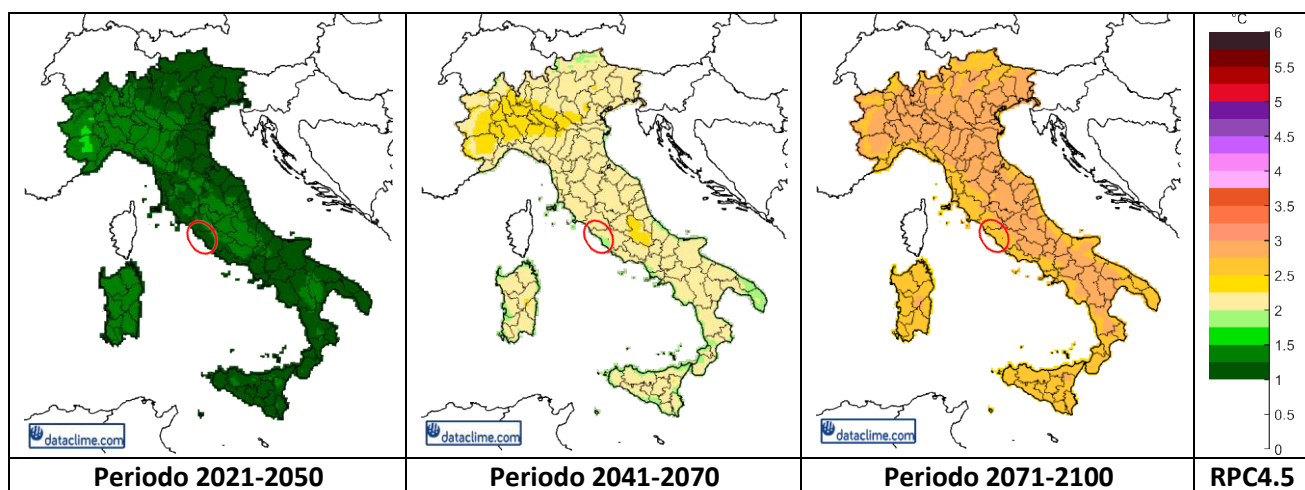 °C
6
5.5
5
4.5
4
3.5
3
2.5
2
1.5
1
0.5
0
dataclime.com
dataclime.com
dataclime.com
Periodo 2021-2050
Periodo 2041-2070
Periodo 2071-2100
RPC4.5